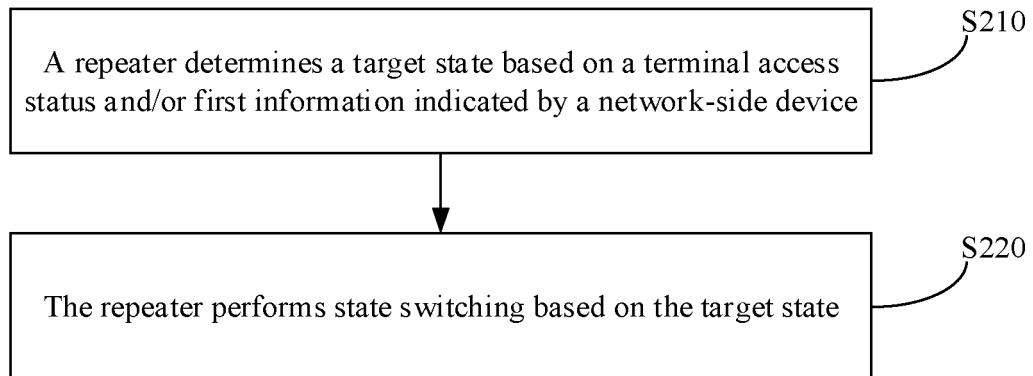 S210
A repeater determines a target state based on a terminal access
status and/or first information indicated by a network-side device
S220
The repeater performs state switching based on the target state